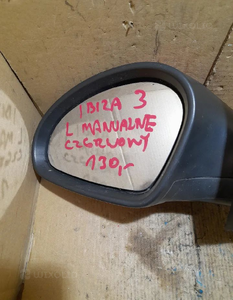 IBIZA 3
L MANUALNE
CZERWONY
130,-